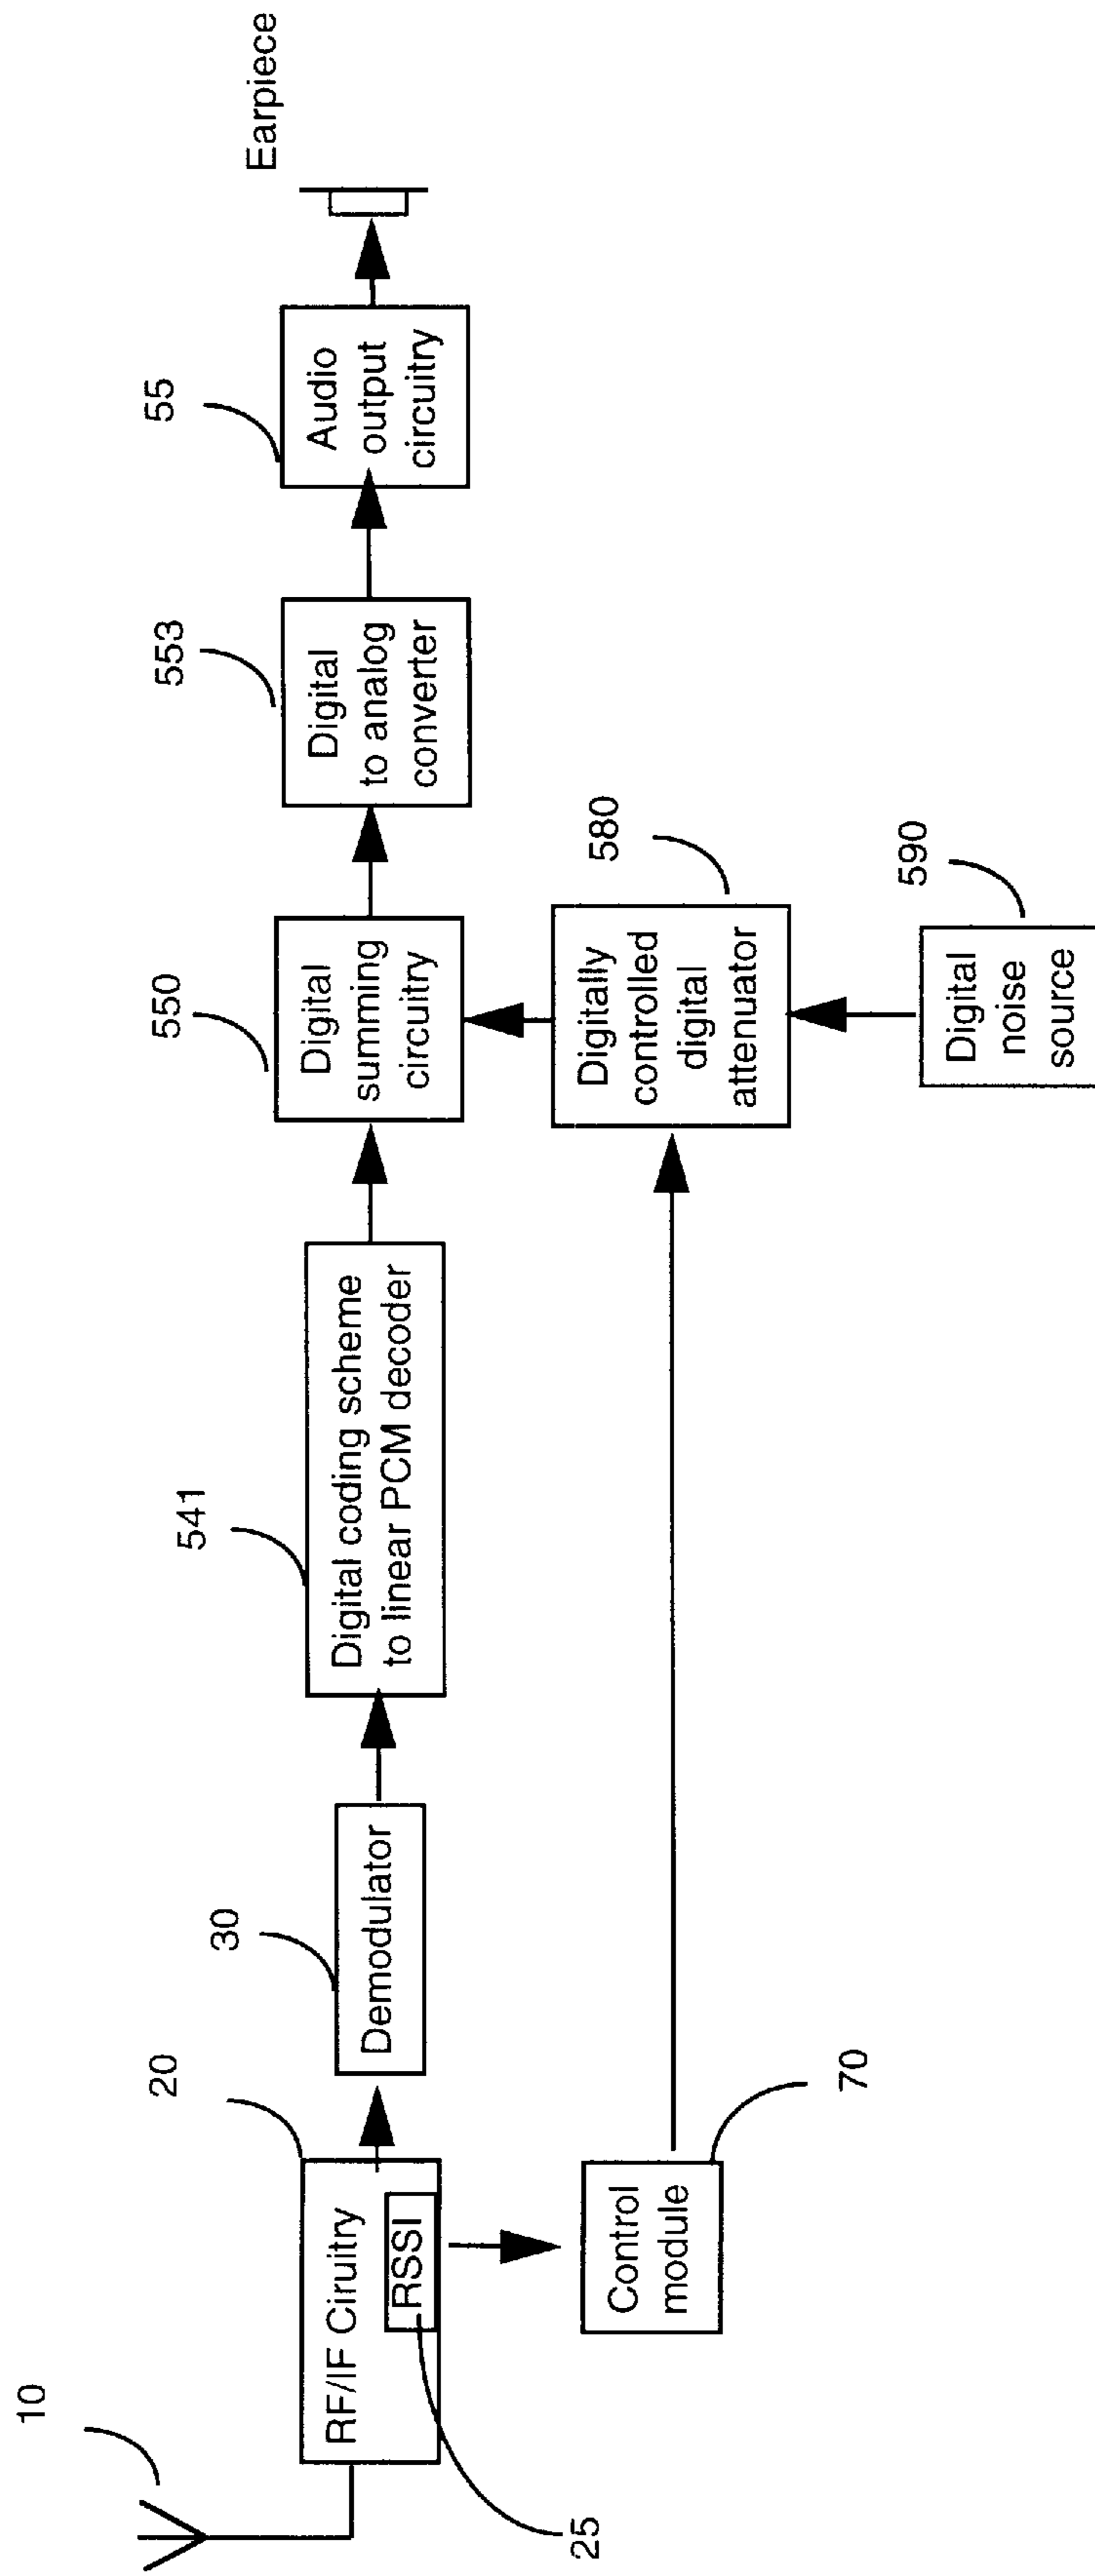 10
20
RF/IF Ciruitry
RSSI
25
30
Demodulator
541
Digital coding scheme
to linear PCM decoder
550
Digital
summing
circuitry
553
Digital
to analog
converter
55
Audio
output
circuitry
Earpiece
Control
module
70
580
Digitally
controlled
digital
attenuator
590
Digital
noise
source